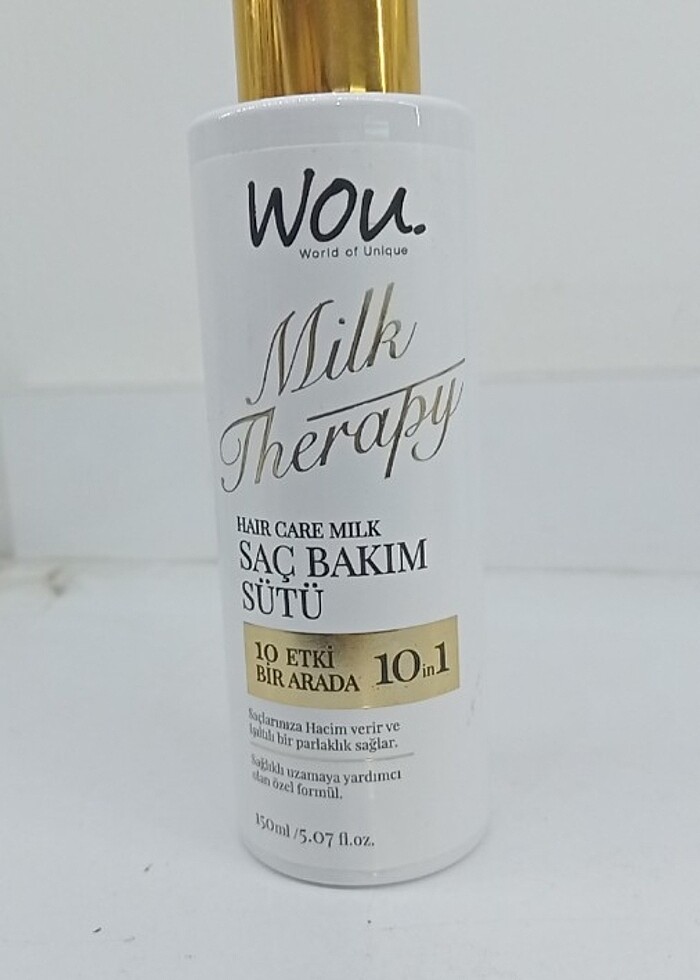 Wou.
World of Unique
Milk
Therapy
HAIR CARE MILK
SAÇ BAKIM
SÜTÜ
10 ETKİ
BİR ARADA
10in1
Saçlarınıza Hacim verir ve
Işıltılı bir parlaklık sağlar.
Sağlıklı uzamaya yardımcı
olan özel formül.
150ml /5.07 fl.oz.